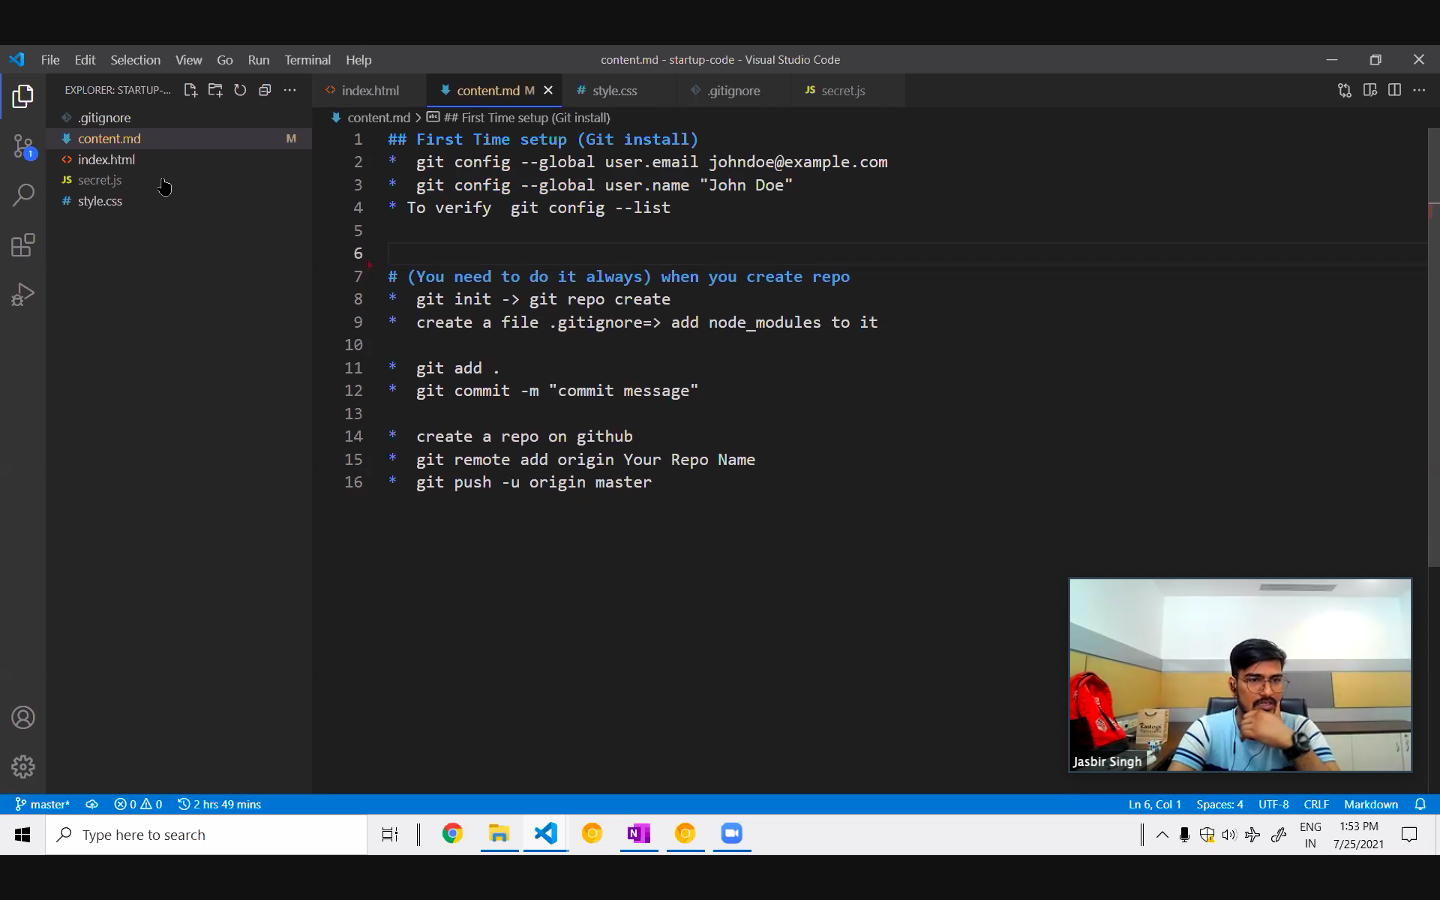 File Edit Selection View Go Run Terminal Help
content.md - startup-code - Visual Studio Code
EXPLORER: STARTUP-...
index.html
content.md M
style.css
.gitignore
JS secret.js
.gitignore
content.md M
index.html
JS secret.js
# style.css
1
content.md > ## First Time setup (Git install)
1 ## First Time setup (Git install)
2 * git config --global user.email johndoe@example.com
3 * git config --global user.name "John Doe"
4 * To verify git config --list
5
6
7 # (You need to do it always) when you create repo
8 * git init -> git repo create
9 * create a file .gitignore=> add node_modules to it
10
11 * git add .
12 * git commit -m "commit message"
13
14 * create a repo on github
15 * git remote add origin Your Repo Name
16 * git push -u origin master
Jasbir Singh
master* 0 0 2 hrs 49 mins
Ln 6, Col 1 Spaces: 4 UTF-8 CRLF Markdown
Type here to search
ENG
IN
1:53 PM
7/25/2021